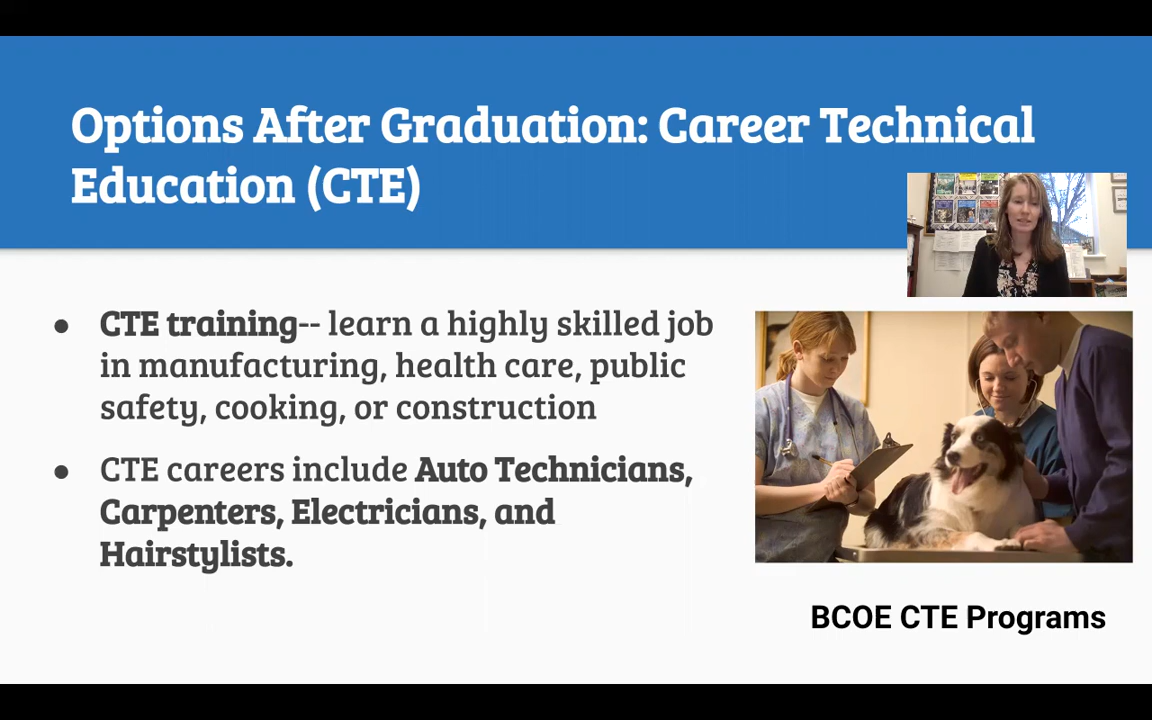 Options After Graduation: Career Technical
Education (CTE)
● CTE training-- learn a highly skilled job
in manufacturing, health care, public
safety, cooking, or construction
● CTE careers include Auto Technicians,
Carpenters, Electricians, and
Hairstylists.
BCOE CTE Programs